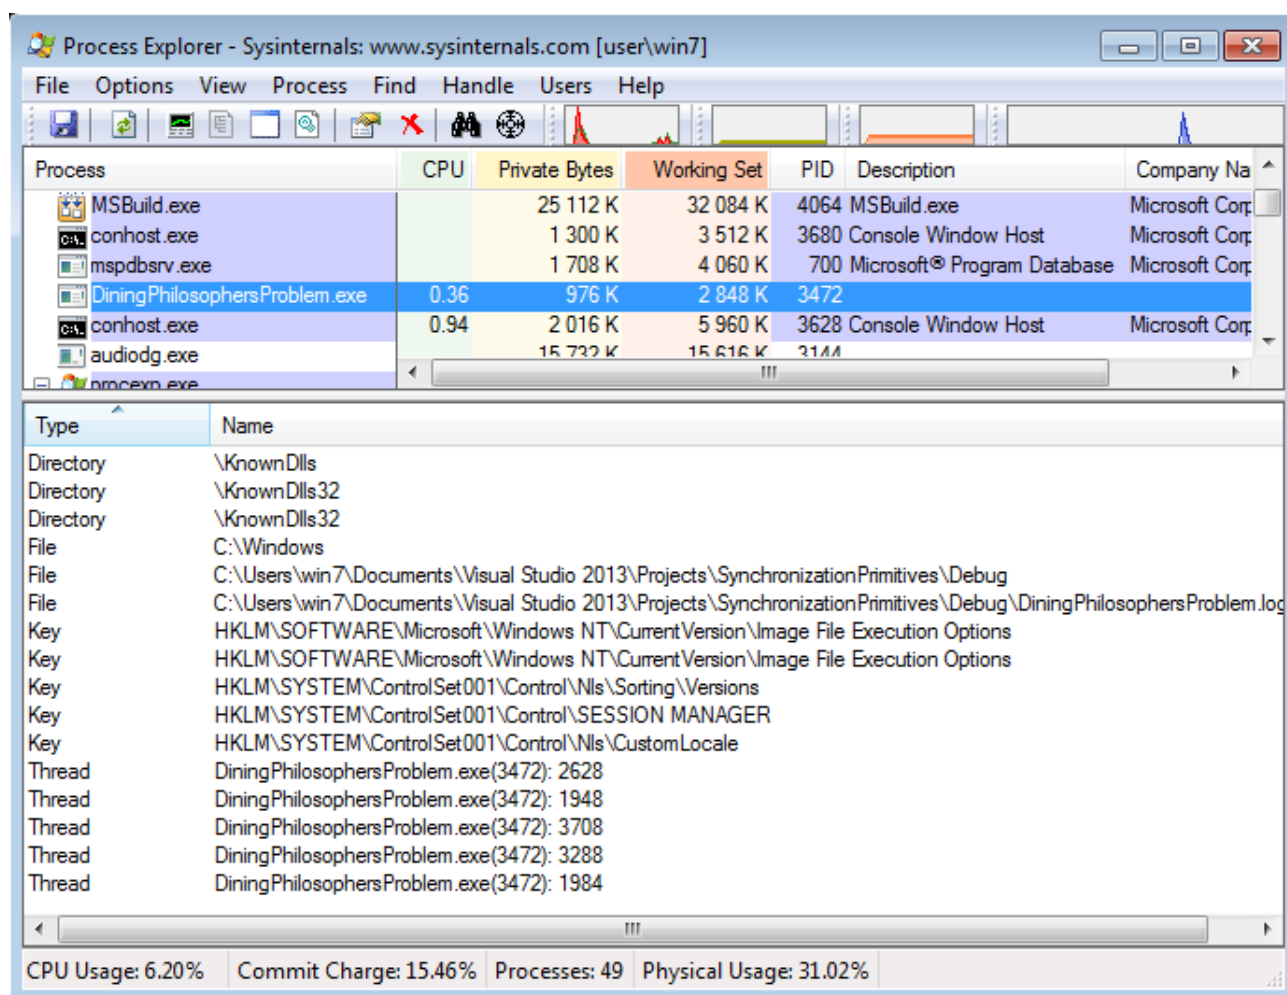 Process Explorer - Sysinternals: www.sysinternals.com [user\win7]
File Options View Process Find Handle Users Help
Process CPU Private Bytes Working Set PID Description Company Na
MSBuild.exe 25 112 K 32 084 K 4064 MSBuild.exe Microsoft Corp
conhost.exe 1 300 K 3 512 K 3680 Console Window Host Microsoft Corp
mspdbsrv.exe 1 708 K 4 060 K 700 Microsoft® Program Database Microsoft Corp
DiningPhilosophersProblem.exe 0.36 976 K 2 848 K 3472
conhost.exe 0.94 2 016 K 5 960 K 3628 Console Window Host Microsoft Corp
audiodg.exe 15 732 K 15 616 K 3144
procexp.exe
Type Name
Directory \KnownDlls
Directory \KnownDlls32
Directory \KnownDlls32
File C:\Windows
File C:\Users\win7\Documents\Visual Studio 2013\Projects\SynchronizationPrimitives\Debug
File C:\Users\win7\Documents\Visual Studio 2013\Projects\SynchronizationPrimitives\Debug\DiningPhilosophersProblem.log
Key HKLM\SOFTWARE\Microsoft\Windows NT\CurrentVersion\Image File Execution Options
Key HKLM\SOFTWARE\Microsoft\Windows NT\CurrentVersion\Image File Execution Options
Key HKLM\SYSTEM\ControlSet001\Control\Nls\Sorting\Versions
Key HKLM\SYSTEM\ControlSet001\Control\SESSION MANAGER
Key HKLM\SYSTEM\ControlSet001\Control\Nls\CustomLocale
Thread DiningPhilosophersProblem.exe(3472): 2628
Thread DiningPhilosophersProblem.exe(3472): 1948
Thread DiningPhilosophersProblem.exe(3472): 3708
Thread DiningPhilosophersProblem.exe(3472): 3288
Thread DiningPhilosophersProblem.exe(3472): 1984
CPU Usage: 6.20% Commit Charge: 15.46% Processes: 49 Physical Usage: 31.02%